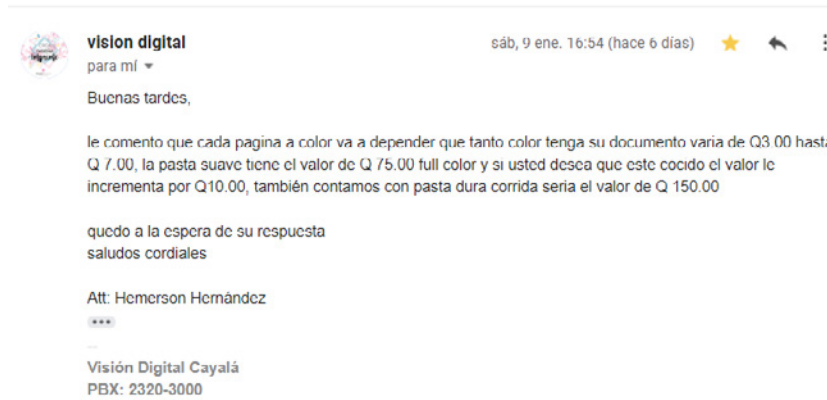 vision digital
sáb, 9 ene. 16:54 (hace 6 días)
para mí
Buenas tardes,
le comento que cada pagina a color va a depender que tanto color tenga su documento varia de Q3.00 hasta
Q 7.00, la pasta suave tiene el valor de Q 75.00 full color y si usted desea que este cocido el valor le
incrementa por Q10.00, también contamos con pasta dura corrida seria el valor de Q 150.00
quedo a la espera de su respuesta
saludos cordiales
Att: Hemerson Hernández
Visión Digital Cayalá
PBX: 2320-3000